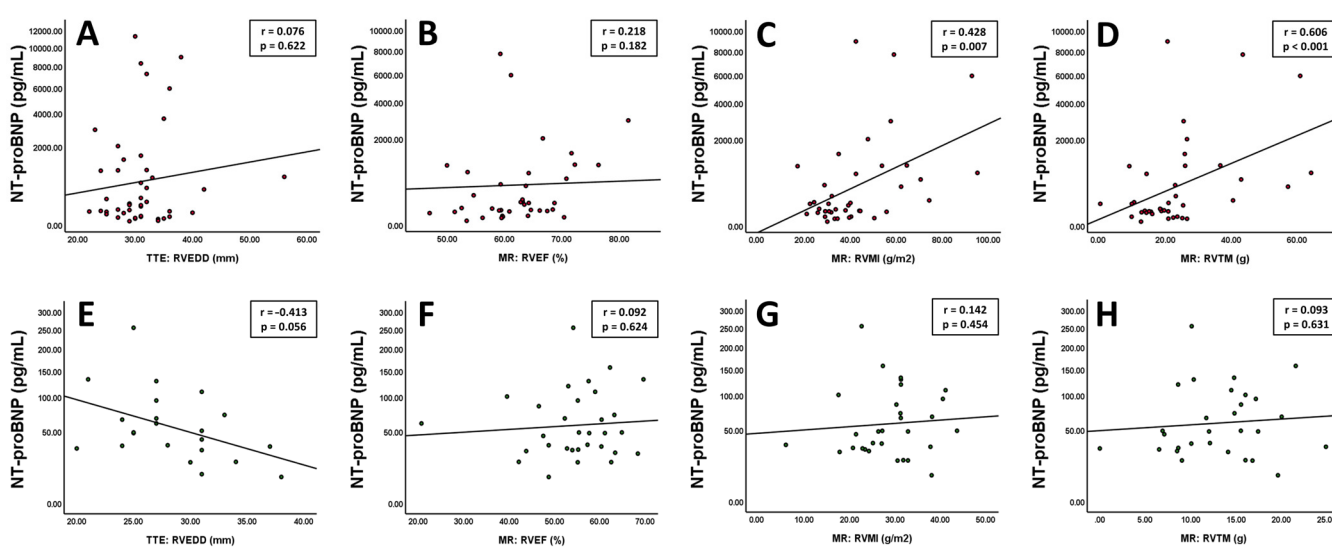 A
r = 0.076
p = 0.622
NT-proBNP (pg/mL)
12000.00
12000.00
8000.00
6000.00
4000.00
2000.00
0.00
20.00 30.00 40.00 50.00 60.00
TTE: RVEDD (mm)
B
r = 0.218
p = 0.182
NT-proBNP (pg/mL)
10000.00
8000.00
6000.00
4000.00
2000.00
0.00
50.00 60.00 70.00 80.00
MR: RVEF (%)
C
r = 0.428
p = 0.007
NT-proBNP (pg/mL)
10000.00
8000.00
6000.00
4000.00
2000.00
0.00
0.00 20.00 40.00 60.00 80.00 100.00
MR: RVMI (g/m2)
D
r = 0.606
p < 0.001
NT-proBNP (pg/mL)
10000.00
8000.00
6000.00
4000.00
2000.00
0.00
0.00 20.00 40.00 60.00
MR: RVTM (g)
E
r = –0.413
p = 0.056
NT-proBNP (pg/mL)
300.00
250.00
200.00
150.00
100.00
50.00
0.00
20.00 25.00 30.00 35.00 40.00
TTE: RVEDD (mm)
F
r = 0.092
p = 0.624
NT-proBNP (pg/mL)
300.00
250.00
200.00
150.00
100.00
50.00
0.00
20.00 30.00 40.00 50.00 60.00 70.00
MR: RVEF (%)
G
r = 0.142
p = 0.454
NT-proBNP (pg/mL)
300.00
250.00
200.00
150.00
100.00
50.00
0.00
0.00 10.00 20.00 30.00 40.00 50.00
MR: RVMI (g/m2)
H
r = 0.093
p = 0.631
NT-proBNP (pg/mL)
300.00
250.00
200.00
150.00
100.00
50.00
0.00
.00 5.00 10.00 15.00 20.00 25.00
MR: RVTM (g)